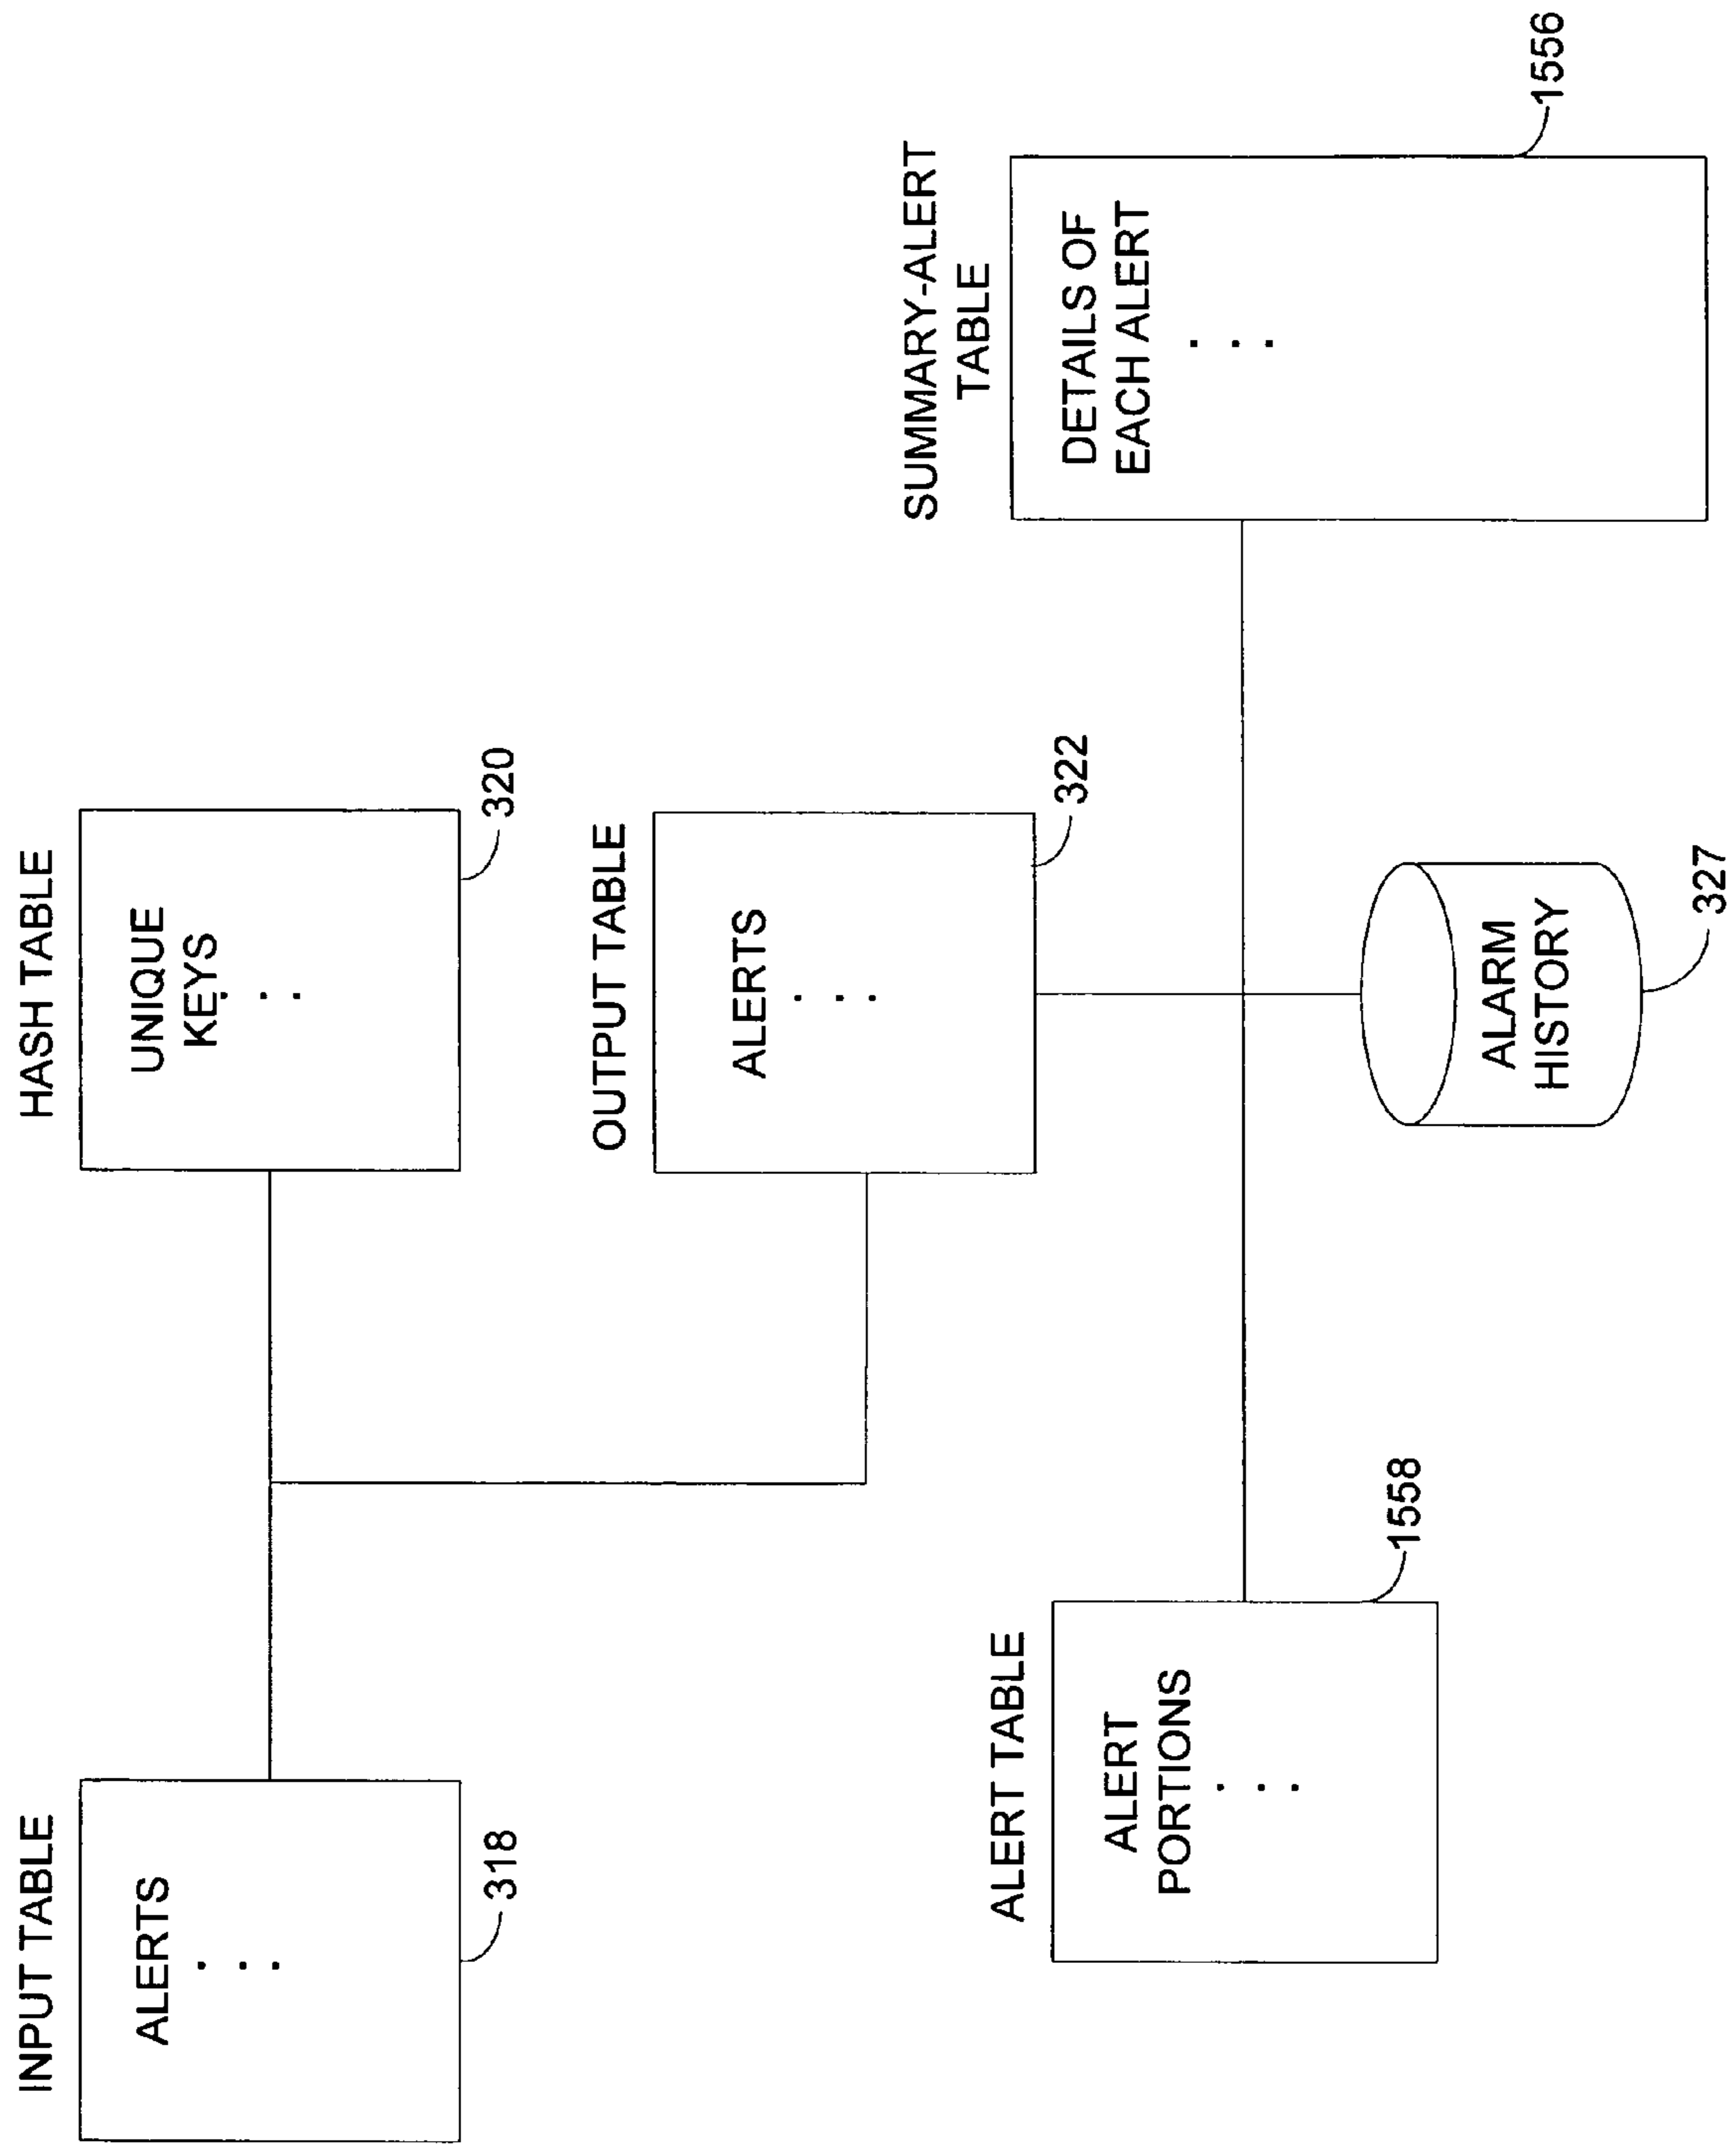 INPUT TABLE
ALERTS
318
HASH TABLE
UNIQUE
KEYS
320
OUTPUT TABLE
ALERTS
322
SUMMARY-ALERT
TABLE
DETAILS OF
EACH ALERT
1556
ALERT TABLE
ALERT
PORTIONS
1558
ALARM
HISTORY
327